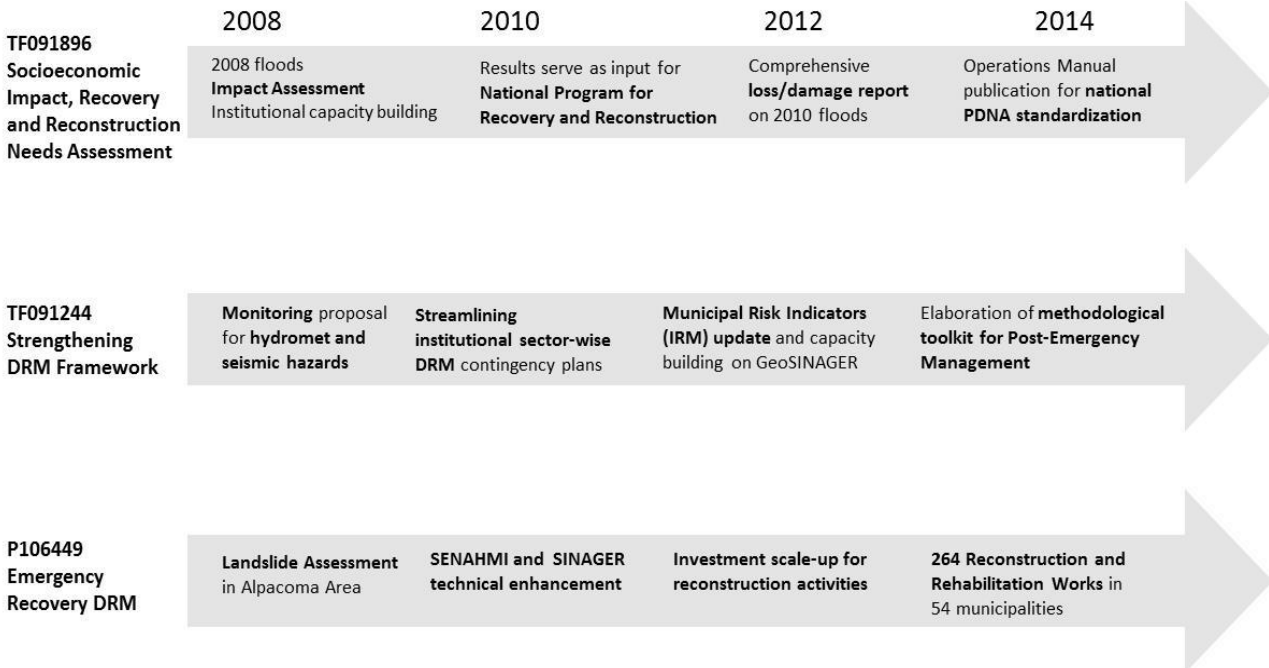 2008
2010
2012
2014
TF091896
Socioeconomic
Impact, Recovery
and Reconstruction
Needs Assessment
2008 floods
Impact Assessment
Institutional capacity building
Results serve as input for
National Program for
Recovery and Reconstruction
Comprehensive
loss/damage report
on 2010 floods
Operations Manual
publication for national
PDNA standardization
TF091244
Strengthening
DRM Framework
Monitoring proposal
for hydromet and
seismic hazards
Streamlining
institutional sector-wise
DRM contingency plans
Municipal Risk Indicators
(IRM) update and capacity
building on GeoSINAGER
Elaboration of methodological
toolkit for Post-Emergency
Management
P106449
Emergency
Recovery DRM
Landslide Assessment
in Alpacoma Area
SENAHMI and SINAGER
technical enhancement
Investment scale-up for
reconstruction activities
264 Reconstruction and
Rehabilitation Works in
54 municipalities